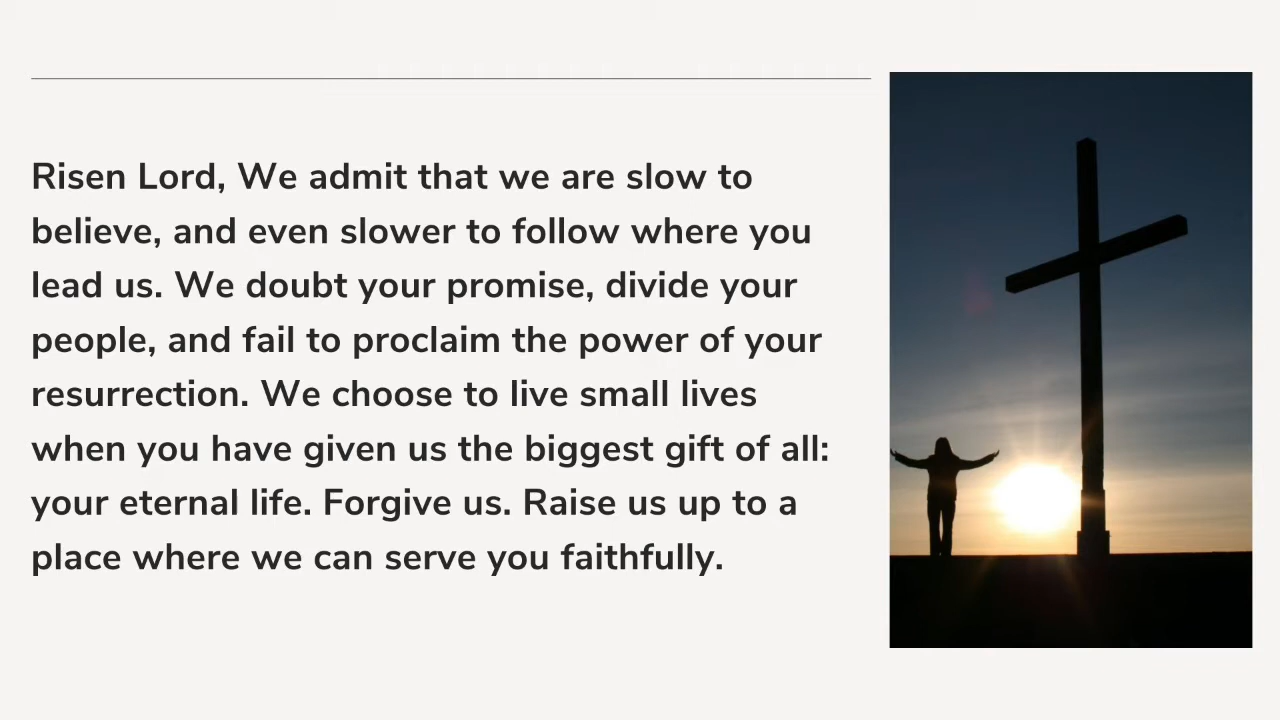 Risen Lord, We admit that we are slow to
believe, and even slower to follow where you
lead us. We doubt your promise, divide your
people, and fail to proclaim the power of your
resurrection. We choose to live small lives
when you have given us the biggest gift of all:
your eternal life. Forgive us. Raise us up to a
place where we can serve you faithfully.